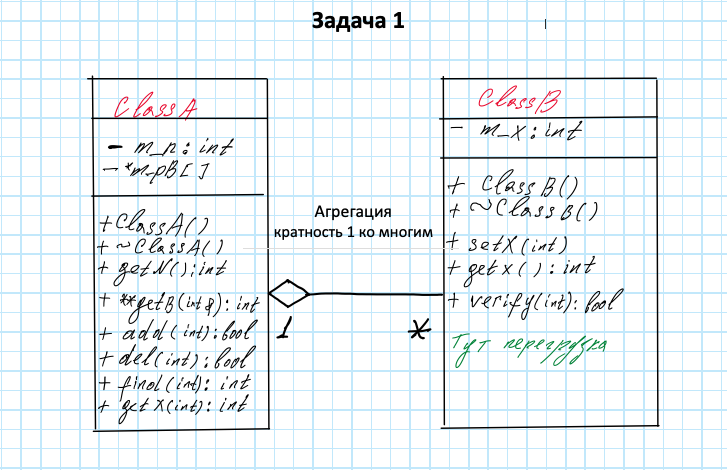 Задача 1
ClassA
- m_n: int
- *m_pB[]
+ ClassA()
+ ~ClassA()
+ getN(): int
+ **getB(int&): int
+ add(int): bool
+ del(int): bool
+ find(int): int
+ getX(int): int
Агрегация
кратность 1 ко многим
1
*
ClassB
- m_x: int
+ ClassB()
+ ~ClassB()
+ setX(int)
+ getx(): int
+ verify(int): bool
Тут перегрузка